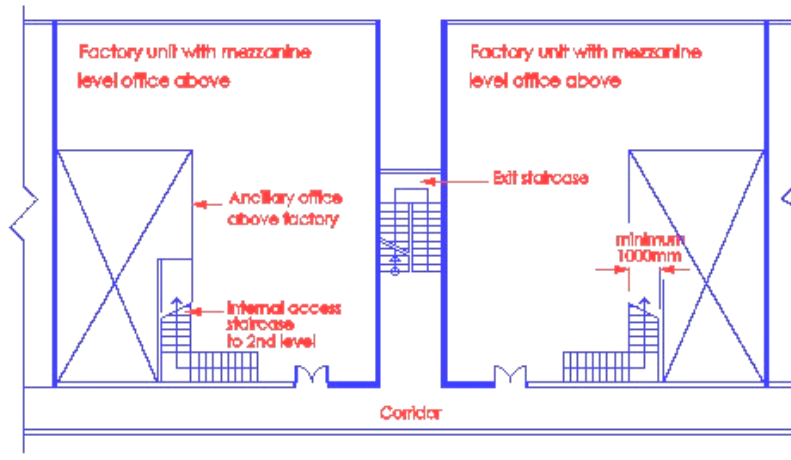 Factory unit with mezzanine
level office above
Factory unit with mezzanine
level office above
Exit staircase
Ancillary office
above factory
minimum
1000mm
Internal access
staircase
to 2nd level
Corridor